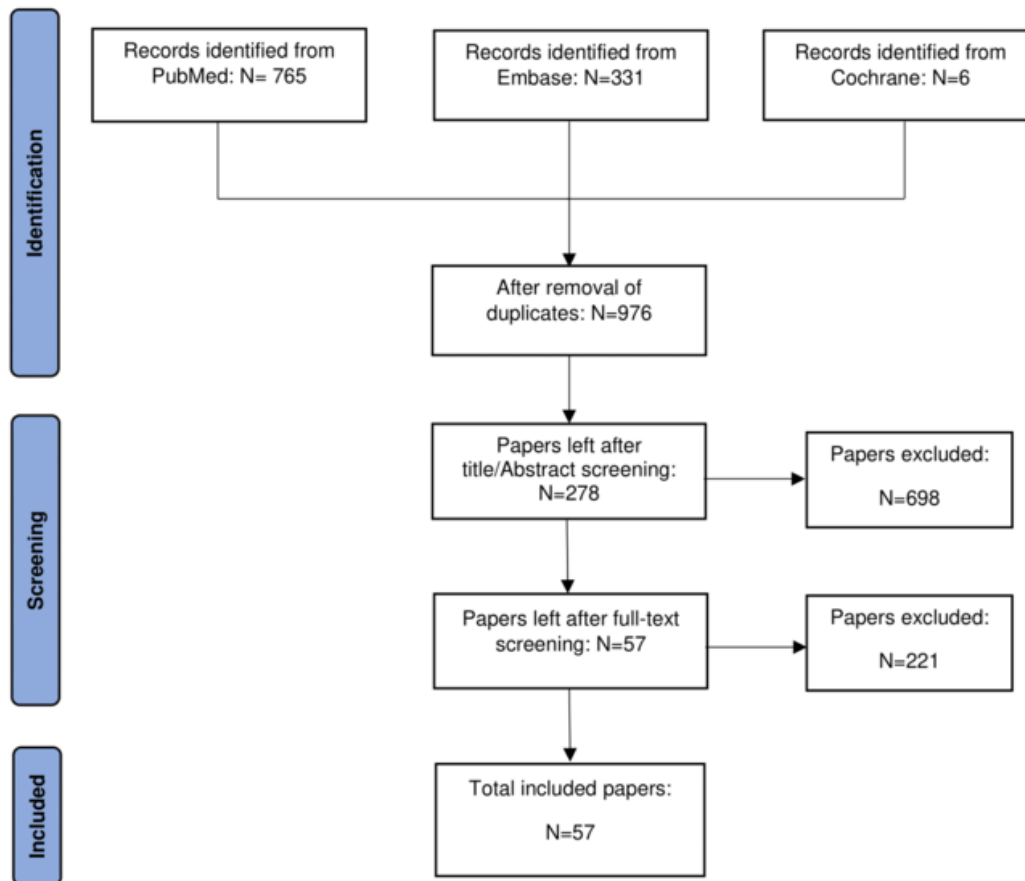 Identification
Records identified from
PubMed: N= 765
Records identified from
Embase: N=331
Records identified from
Cochrane: N=6
After removal of
duplicates: N=976
Screening
Papers left after
title/Abstract screening:
N=278
Papers excluded:
N=698
Papers left after full-text
screening: N=57
Papers excluded:
N=221
Included
Total included papers:
N=57